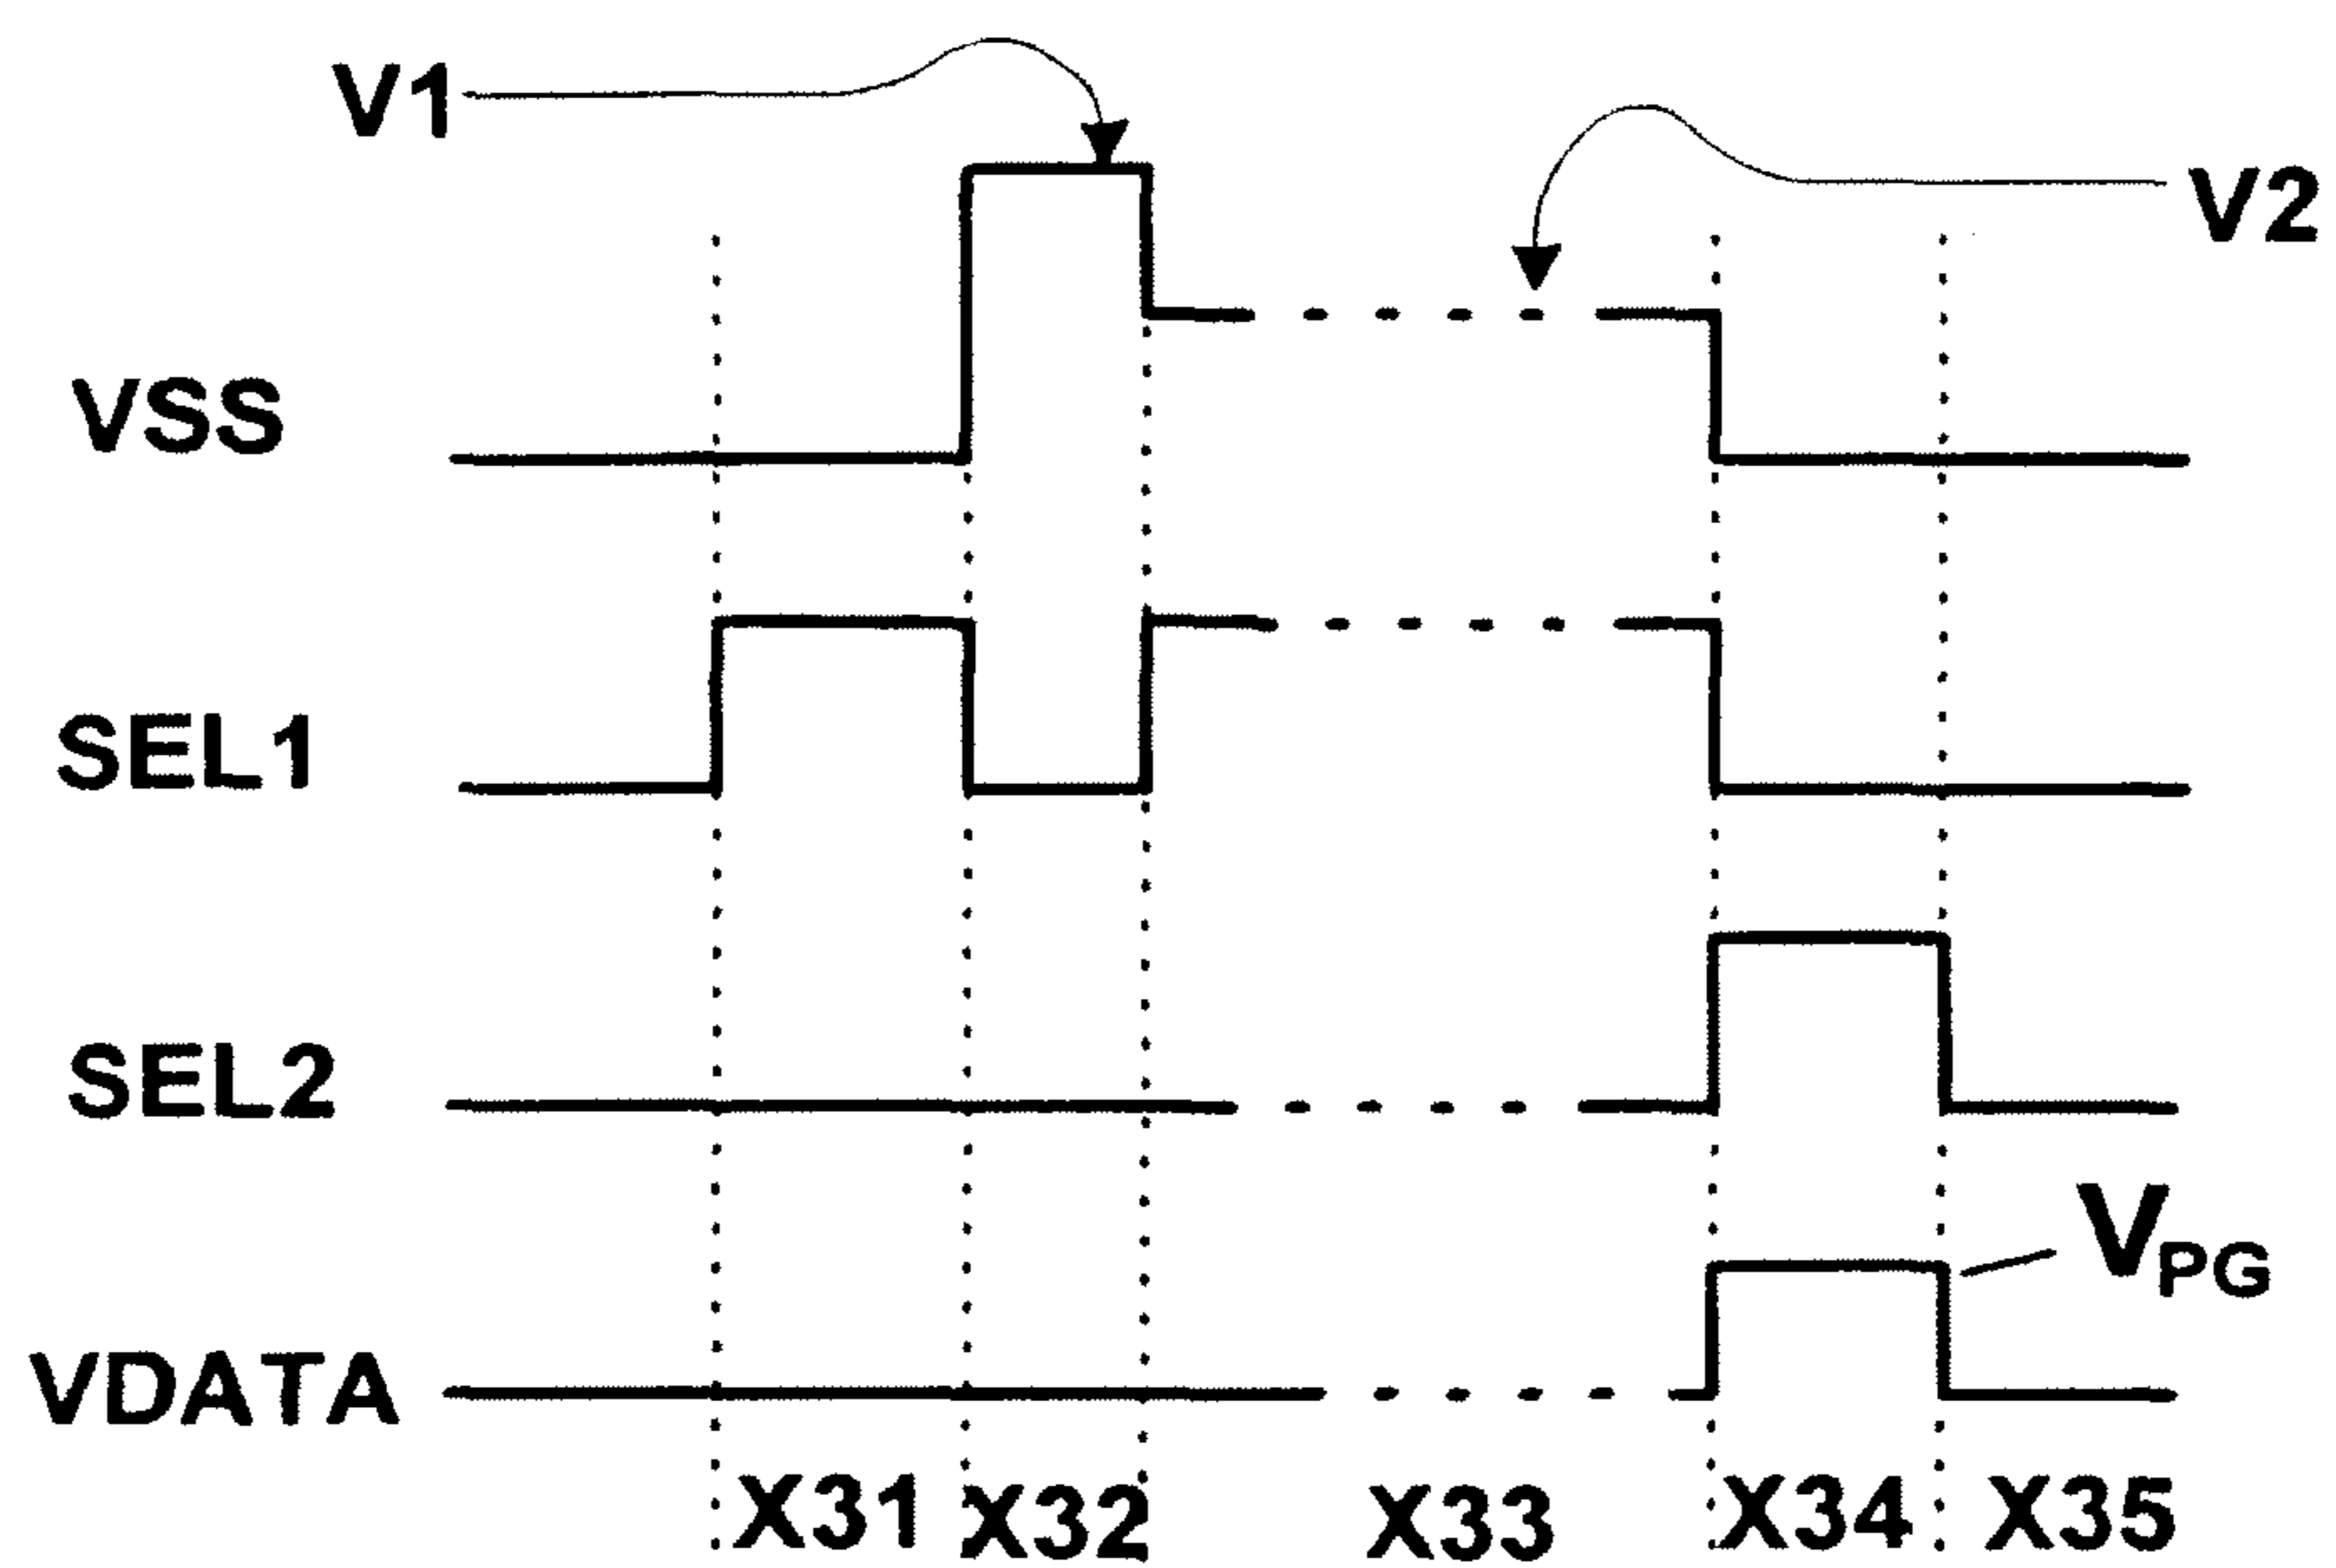 V1
V2
VSS
SEL1
SEL2
VPG
VDATA
X31 X32 X33 X34 X35